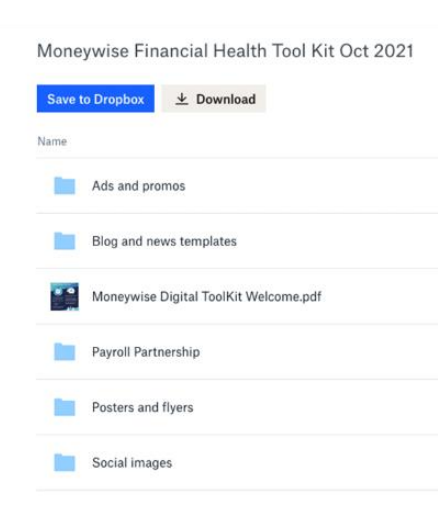 Moneywise Financial Health Tool Kit Oct 2021
Save to Dropbox Download
Name
Ads and promos
Blog and news templates
Moneywise Digital ToolKit Welcome.pdf
Payroll Partnership
Posters and flyers
Social images